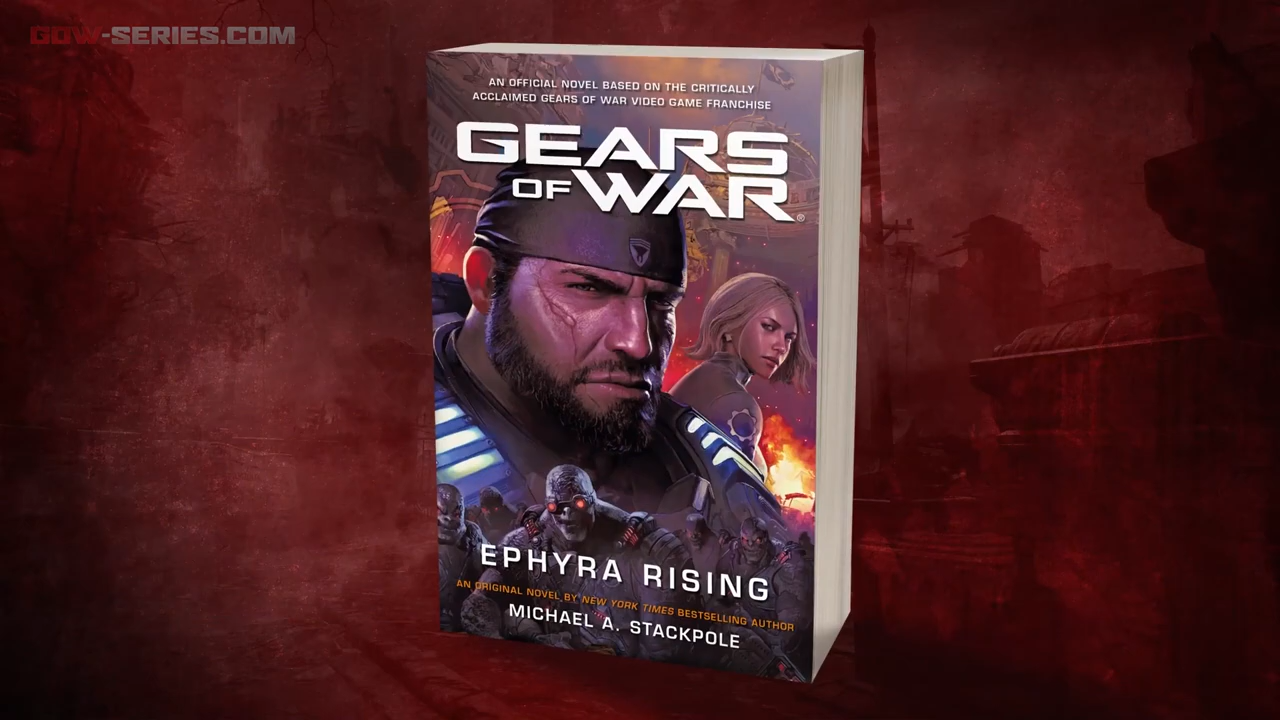 GOW-SERIES.COM
AN OFFICIAL NOVEL BASED ON THE CRITICALLY
ACCLAIMED GEARS OF WAR VIDEO GAME FRANCHISE
GEARS
OF WAR®
EPHYRA RISING
AN ORIGINAL NOVEL BY NEW YORK TIMES BESTSELLING AUTHOR
MICHAEL A. STACKPOLE